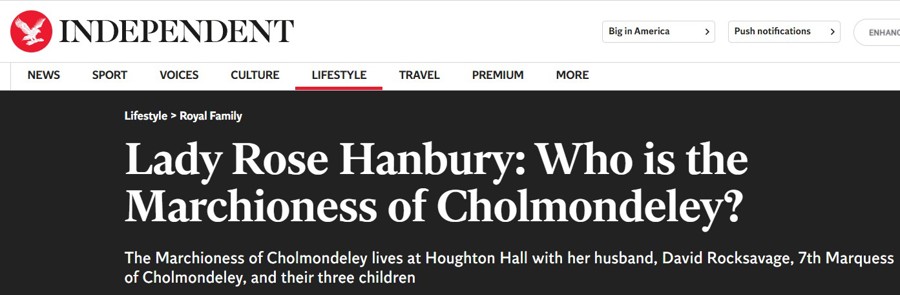 INDEPENDENT
Big in America >
Push notifications >
ENHANC
NEWS SPORT VOICES CULTURE LIFESTYLE TRAVEL PREMIUM MORE
Lifestyle > Royal Family
Lady Rose Hanbury: Who is the
Marchioness of Cholmondeley?
The Marchioness of Cholmondeley lives at Houghton Hall with her husband, David Rocksavage, 7th Marquess
of Cholmondeley, and their three children